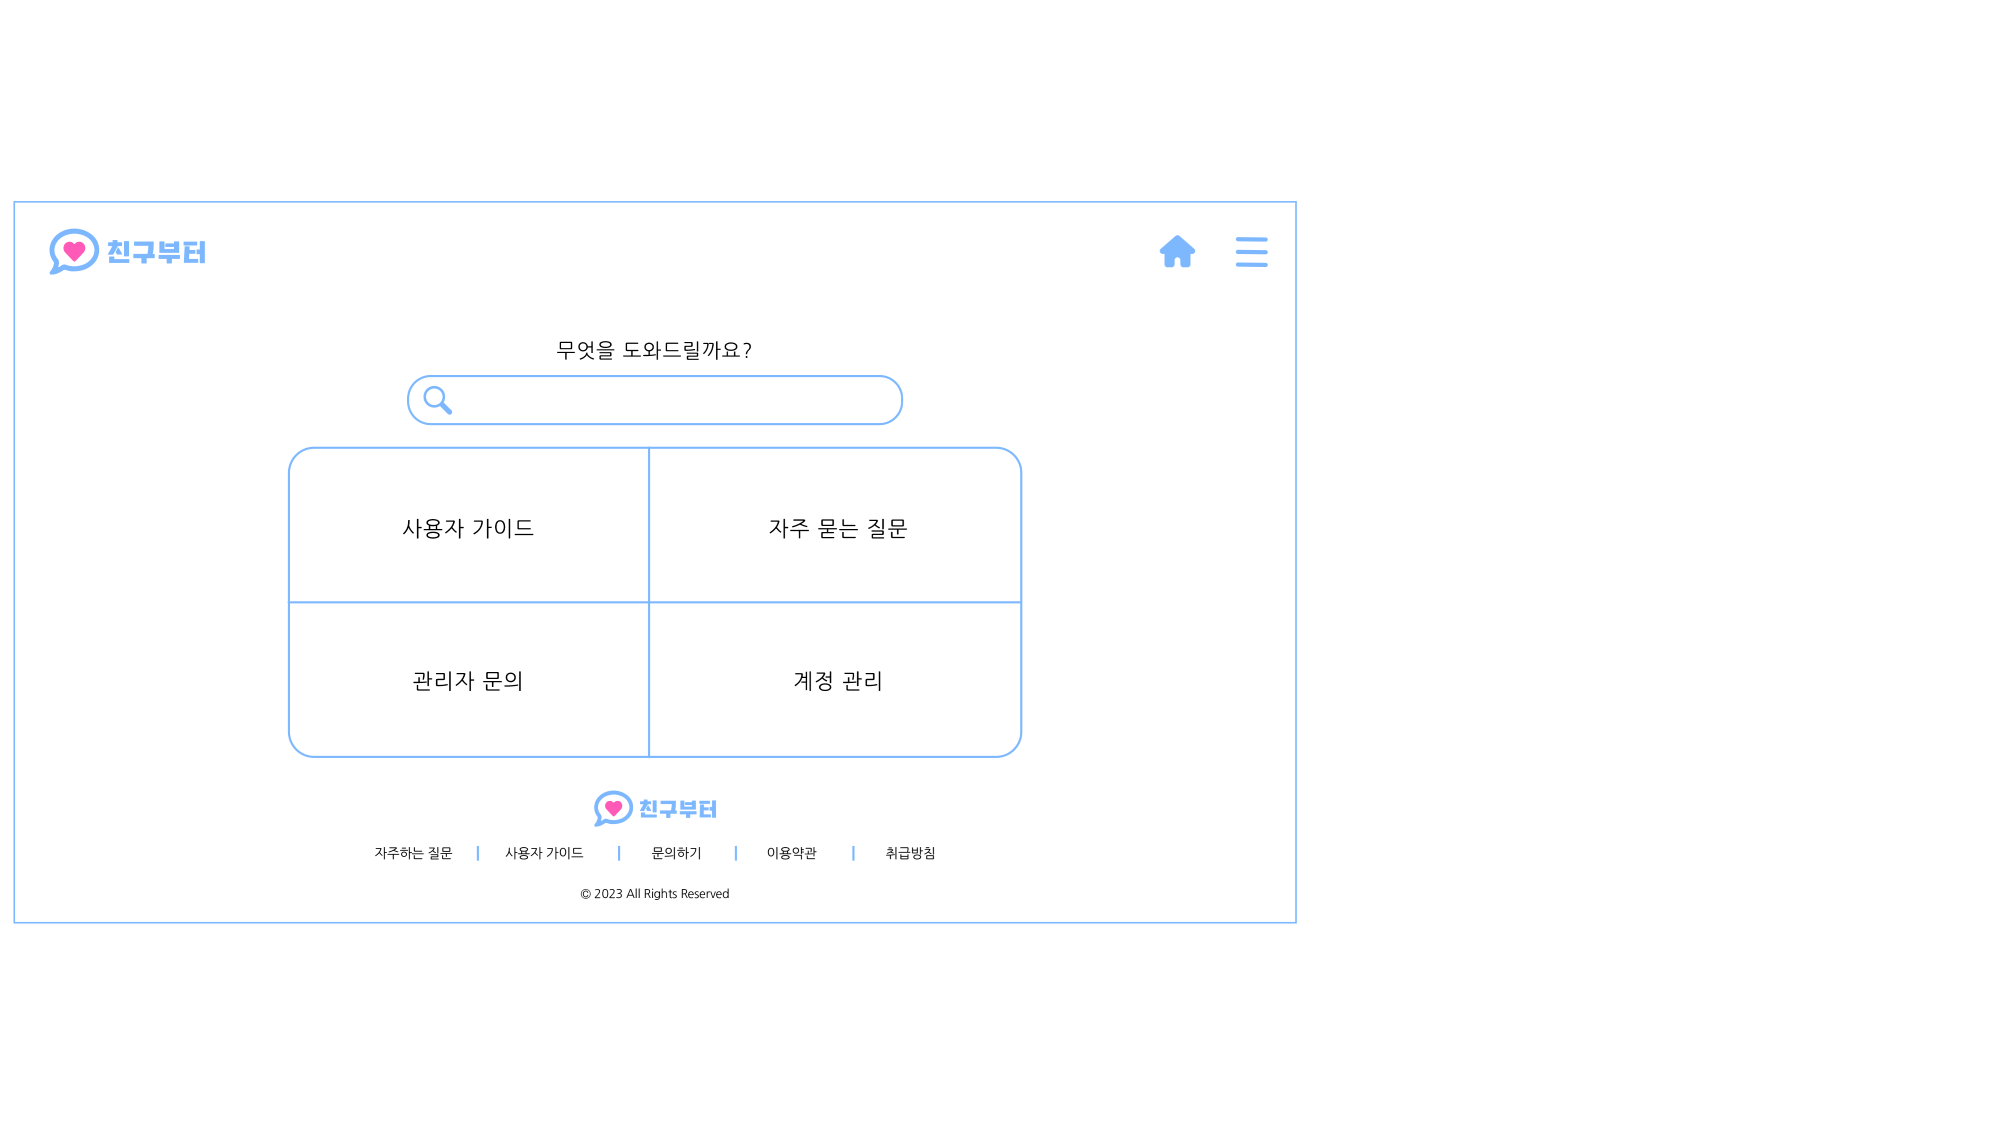 친구부터
무엇을 도와드릴까요?
사용자 가이드
자주 묻는 질문
관리자 문의
계정 관리
친구부터
자주하는 질문 | 사용자 가이드 | 문의하기 | 이용약관 | 취급방침
© 2023 All Rights Reserved